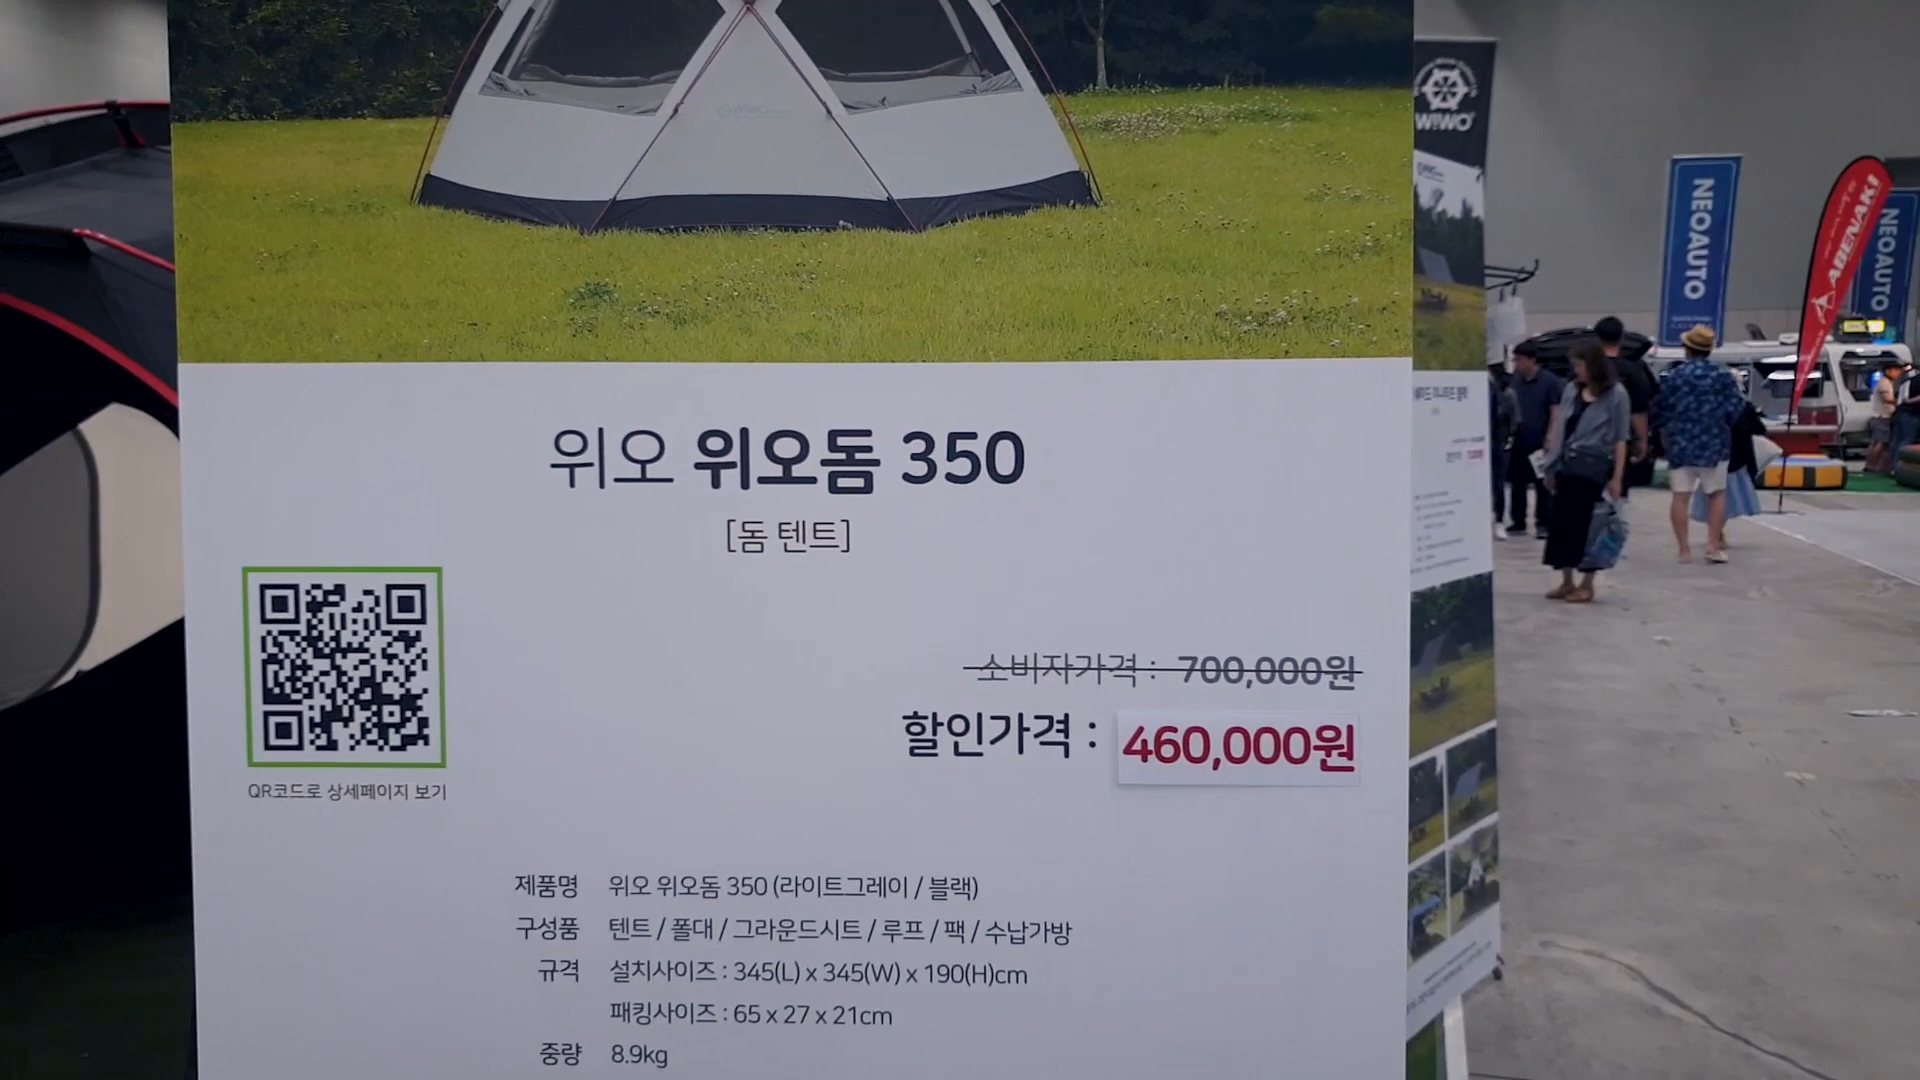 WIWO
위오 위오돔 350
[돔 텐트]
소비자가격 : 700,000원
할인가격 : 460,000원
QR코드로 상세페이지 보기
제품명 위오 위오돔 350 (라이트그레이 / 블랙)
구성품 텐트 / 폴대 / 그라운드시트 / 루프 / 팩 / 수납가방
규격 설치사이즈 : 345(L) x 345(W) x 190(H)cm
패킹사이즈 : 65 x 27 x 21cm
중량 8.9kg
WIWO
NEOAUTO
ABENAKI
NEOAUTO